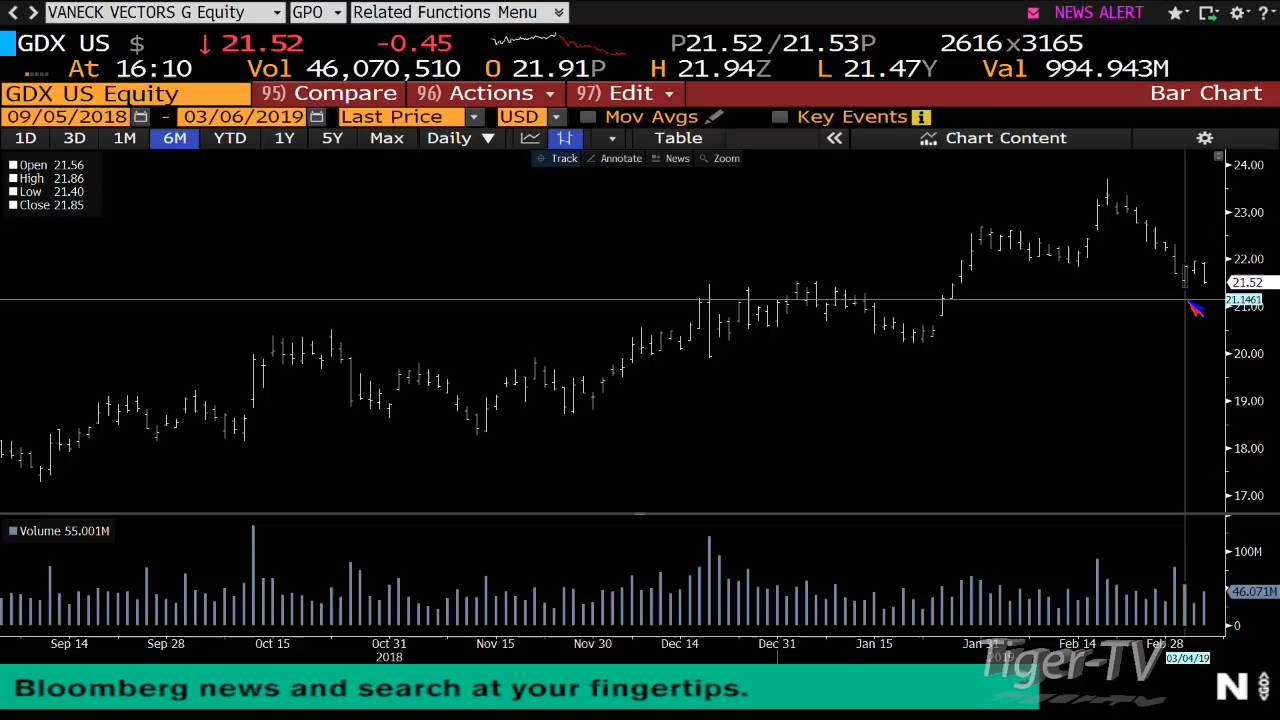 VANECK VECTORS G Equity GPO Related Functions Menu NEWS ALERT
GDX US $ ↓ 21.52 -0.45 P21.52 /21.53P 2616x3165
At 16:10 Vol 46,070,510 O 21.91P H 21.94Z L 21.47Y Val 994.943M
GDX US Equity 95) Compare 96) Actions 97) Edit Bar Chart
09/05/2018 - 03/06/2019 Last Price USD Mov Avgs Key Events
1D 3D 1M 6M YTD 1Y 5Y Max Daily Table Chart Content
Track Annotate News Zoom
Open 21.56
High 21.86
Low 21.40
Close 21.85
24.00
23.00
22.00
21.52
21.1461
21.00
20.00
19.00
18.00
17.00
Volume 55.001M
100M
46.071M
0
Sep 14 Sep 28 Oct 15 Oct 31 Nov 15 Nov 30 Dec 14 Dec 31 Jan 15 Jan 31 Feb 14 Feb 28
2018 2019 03/04/19
Tiger-TV
Bloomberg news and search at your fingertips.